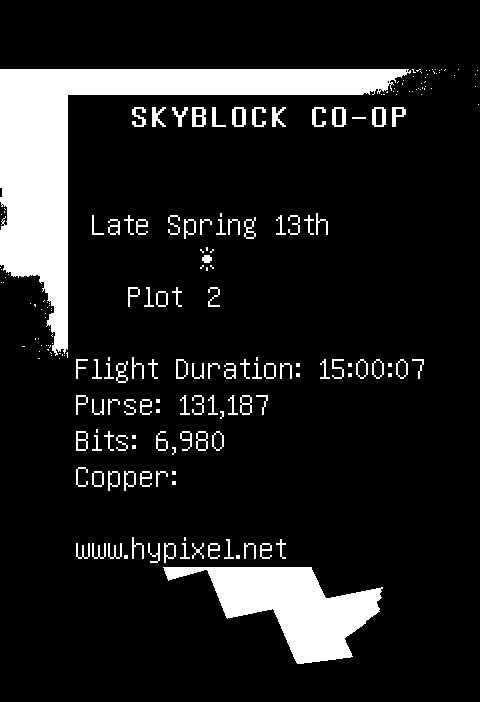 SKYBLOCK CO-OP
Late Spring 13th
Plot 2
Flight Duration: 15:00:07
Purse: 131,187
Bits: 6,980
Copper:
www.hypixel.net